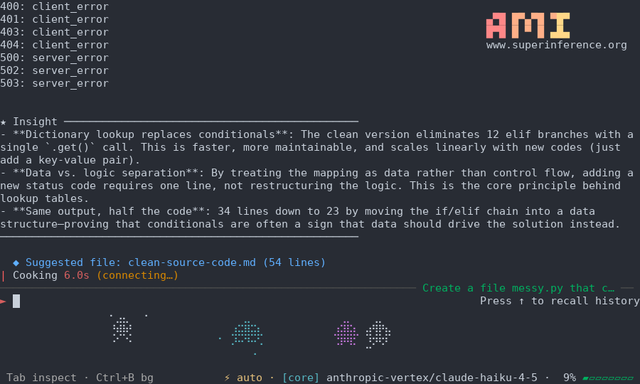 400: client_error
401: client_error
403: client_error
404: client_error
500: server_error
502: server_error
503: server_error
AMI
www.superinference.org
★ Insight
- **Dictionary lookup replaces conditionals**: The clean version eliminates 12 elif branches with a
single `.get()` call. This is faster, more maintainable, and scales linearly with new codes (just
add a key-value pair).
- **Data vs. logic separation**: By treating the mapping as data rather than control flow, adding a
new status code requires one line, not restructuring the logic. This is the core principle behind
lookup tables.
- **Same output, half the code**: 34 lines down to 23 by moving the if/elif chain into a data
structure—proving that conditionals are often a sign that data should drive the solution instead.
◆ Suggested file: clean-source-code.md (54 lines)
| Cooking 6.0s (connecting…)
Create a file messy.py that c…
► Press ↑ to recall history
Tab inspect · Ctrl+B bg ⚡ auto · [core] anthropic-vertex/claude-haiku-4-5 · 9%